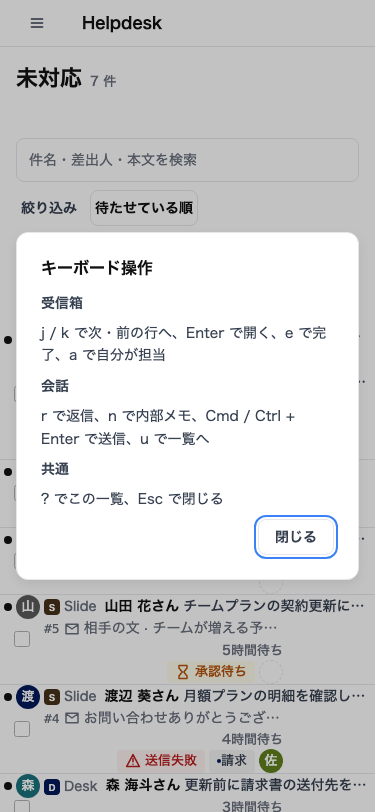 Helpdesk
未対応 7 件
件名・差出人・本文を検索
絞り込み 待たせている順
キーボード操作
受信箱
j / k で次・前の行へ、Enter で開く、e で完
了、a で自分が担当
会話
r で返信、n で内部メモ、Cmd / Ctrl +
Enter で送信、u で一覧へ
共通
? でこの一覧、Esc で閉じる
閉じる
山 S Slide 山田 花さん チームプランの契約更新に…
#5 相手の文・チームが増える予…
5時間待ち
承認待ち
渡 S Slide 渡辺 葵さん 月額プランの明細を確認し…
#4 お問い合わせありがとうござ…
4時間待ち
送信失敗 •請求 佐
森 D Desk 森 海斗さん 更新前に請求書の送付先を…
3時間待ち